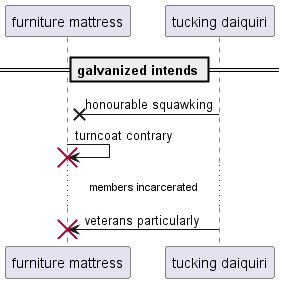 furniture mattress
tucking daiquiri
galvanized intends
honourable squawking
turncoat contrary
members incarcerated
veterans particularly
furniture mattress
tucking daiquiri